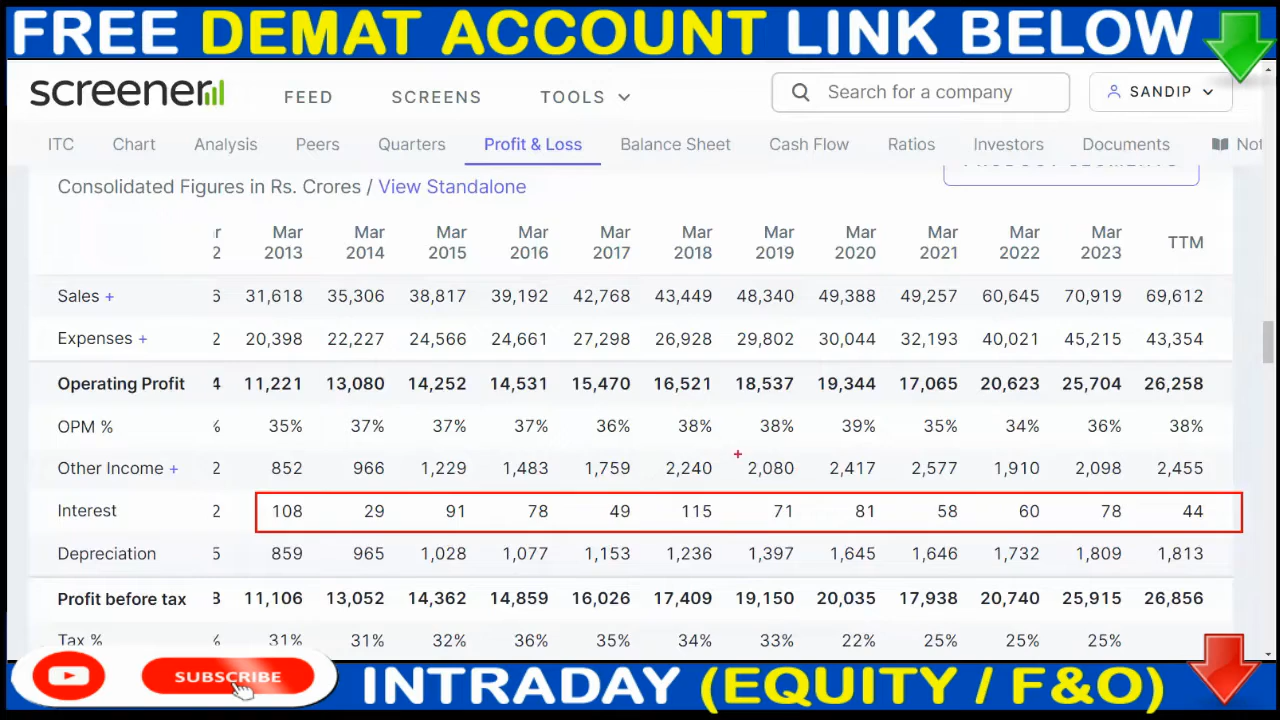 FREE DEMAT ACCOUNT LINK BELOW
screener FEED SCREENS TOOLS Search for a company SANDIP
ITC Chart Analysis Peers Quarters Profit & Loss Balance Sheet Cash Flow Ratios Investors Documents Not
PRODUCT SEGMENTS
Consolidated Figures in Rs. Crores / View Standalone
r Mar Mar Mar Mar Mar Mar Mar Mar Mar Mar Mar TTM
2 2013 2014 2015 2016 2017 2018 2019 2020 2021 2022 2023
Sales + 6 31,618 35,306 38,817 39,192 42,768 43,449 48,340 49,388 49,257 60,645 70,919 69,612
Expenses + 2 20,398 22,227 24,566 24,661 27,298 26,928 29,802 30,044 32,193 40,021 45,215 43,354
Operating Profit 4 11,221 13,080 14,252 14,531 15,470 16,521 18,537 19,344 17,065 20,623 25,704 26,258
OPM % % 35% 37% 37% 37% 36% 38% 38% 39% 35% 34% 36% 38%
Other Income + 2 852 966 1,229 1,483 1,759 2,240 2,080 2,417 2,577 1,910 2,098 2,455
Interest 2 108 29 91 78 49 115 71 81 58 60 78 44
Depreciation 5 859 965 1,028 1,077 1,153 1,236 1,397 1,645 1,646 1,732 1,809 1,813
Profit before tax 3 11,106 13,052 14,362 14,859 16,026 17,409 19,150 20,035 17,938 20,740 25,915 26,856
Tax % % 31% 31% 32% 36% 35% 34% 33% 22% 25% 25% 25%
SUBSCRIBE INTRADAY (EQUITY / F&O)